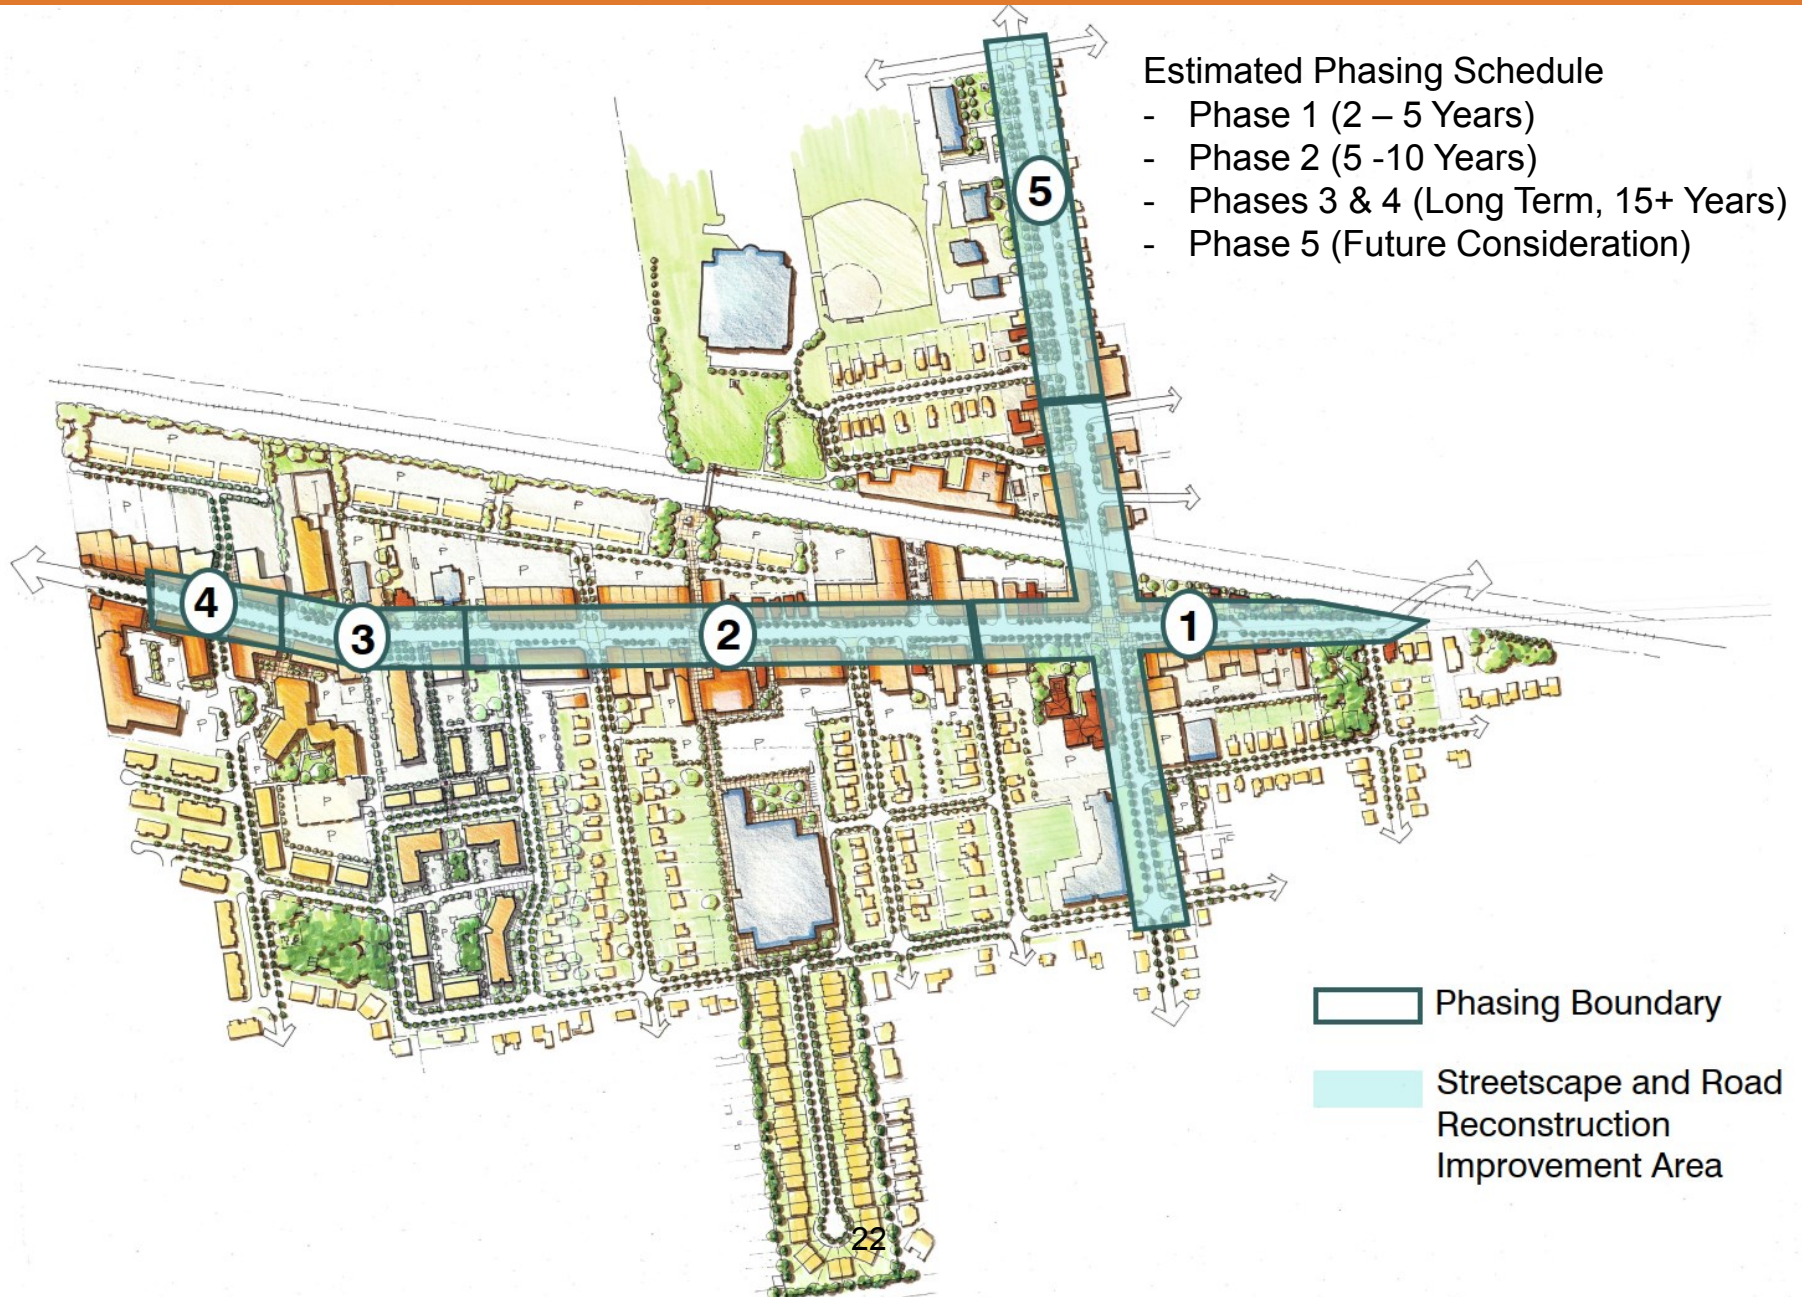 Estimated Phasing Schedule
- Phase 1 (2 – 5 Years)
- Phase 2 (5 -10 Years)
- Phases 3 & 4 (Long Term, 15+ Years)
- Phase 5 (Future Consideration)
5
4
3
2
1
Phasing Boundary
Streetscape and Road
Reconstruction
Improvement Area
22